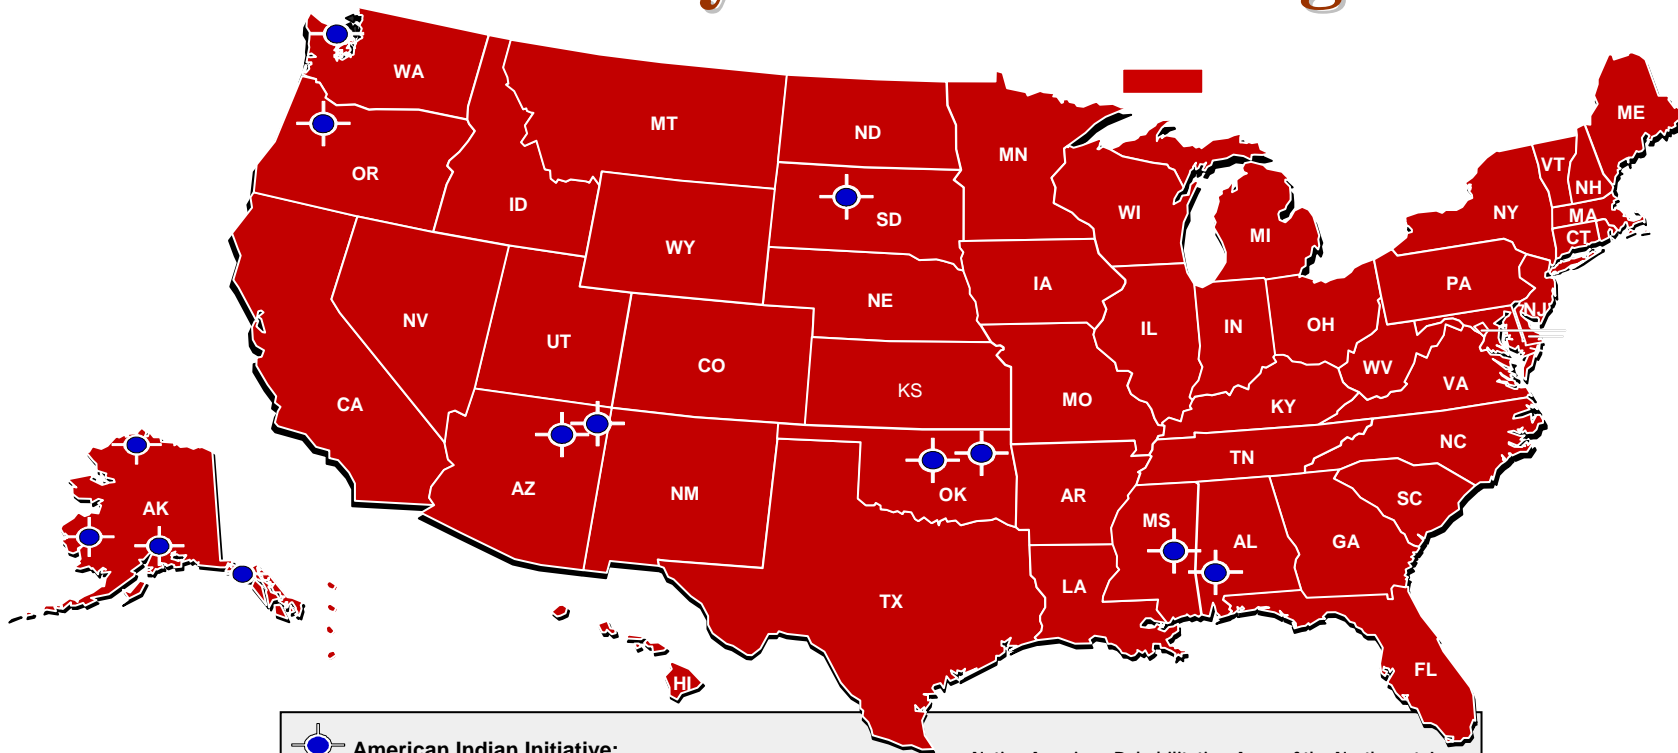 WA
MT
ND
MN
OR
ID
SD
WI
MI
ME
VT
NH
NY
MA
CT
WY
IA
NE
PA
NV
UT
CO
IL
IN
OH
NJ
WV
VA
CA
KS
MO
KY
NC
TN
AZ
NM
OK
AR
SC
AK
MS
AL
GA
TX
LA
FL
HI
American Indian Initiative: